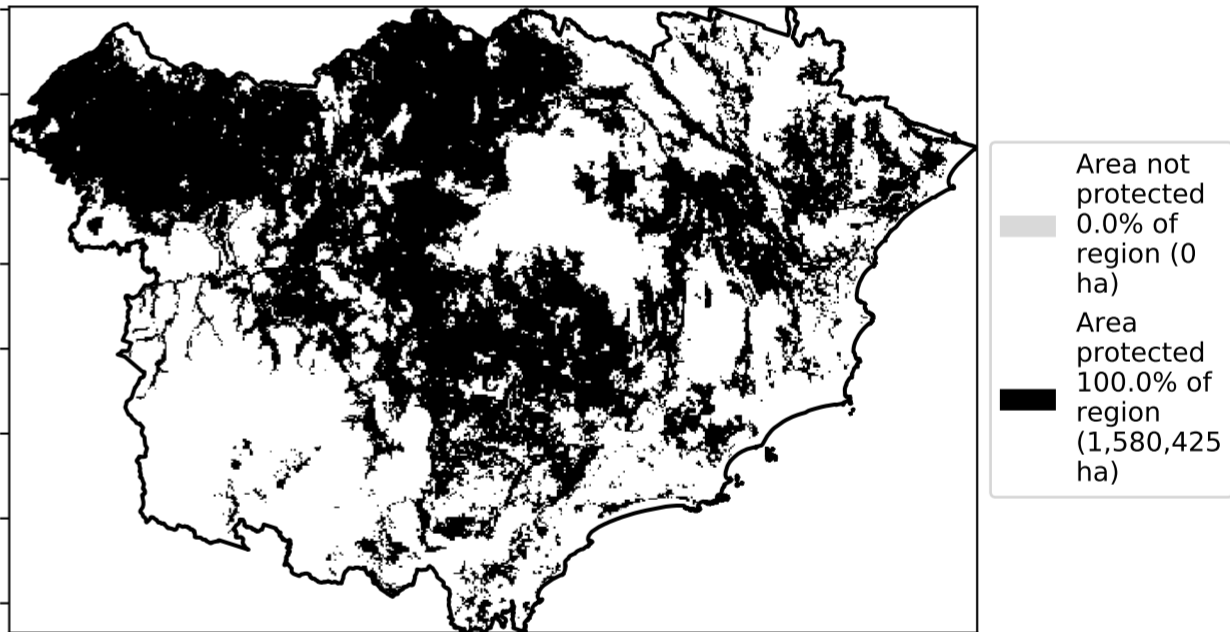 Area not
protected
0.0% of
region (0
ha)
Area
protected
100.0% of
region
(1,580,425
ha)